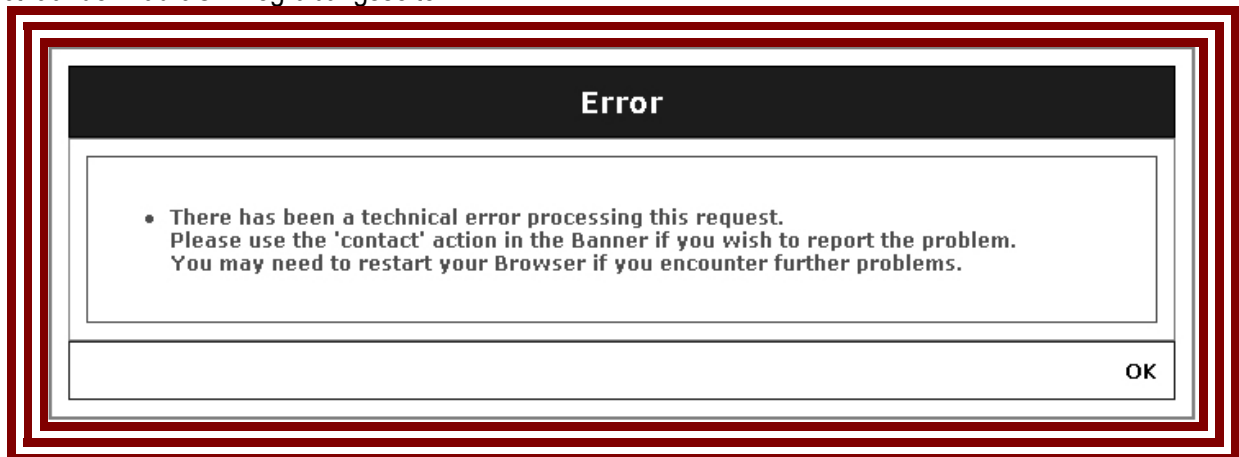 Error
There has been a technical error processing this request.
Please use the 'contact' action in the Banner if you wish to report the problem.
You may need to restart your Browser if you encounter further problems.
OK